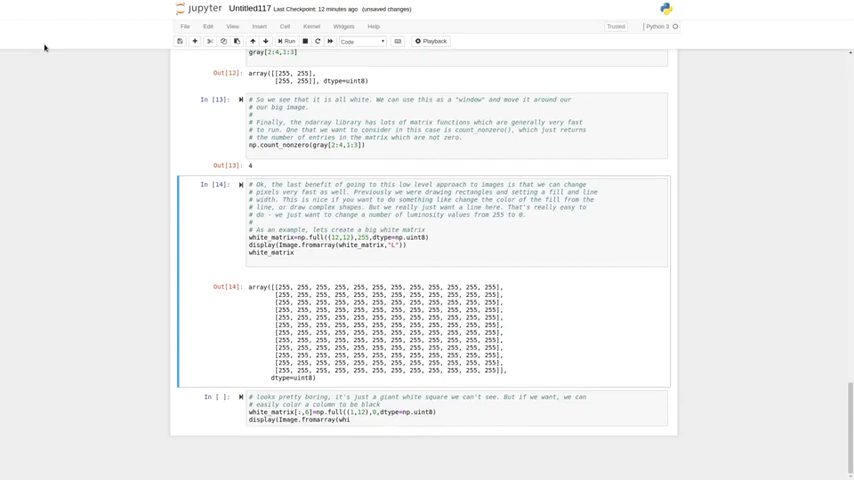 Jupyter Untitled117 Last Checkpoint: 12 minutes ago (unsaved changes)
File Edit View Insert Cell Kernel Widgets Help Trusted Python 3
Run Code Playback
gray[2:4,1:3]
Out[12]: array([[255, 255],
[255, 255]], dtype=uint8)
In [13]: # So we see that it is all white. We can use this as a "window" and move it around our
# our big image.
#
# Finally, the ndarray library has lots of matrix functions which are generally very fast
# to run. One that we want to consider in this case is count_nonzero(), which just returns
# the number of entries in the matrix which are not zero.
np.count_nonzero(gray[2:4,1:3])
Out[13]: 4
In [14]: # Ok, the last benefit of going to this low level approach to images is that we can change
# pixels very fast as well. Previously we were drawing rectangles and setting a fill and line
# width. This is nice if you want to do something like change the color of the fill from the
# line, or draw complex shapes. But we really just want a line here. That's really easy to
# do - we just want to change a number of luminosity values from 255 to 0.
#
# As an example, lets create a big white matrix
white_matrix=np.full((12,12),255,dtype=np.uint8)
display(Image.fromarray(white_matrix,"L"))
white_matrix
Out[14]: array([[255, 255, 255, 255, 255, 255, 255, 255, 255, 255, 255, 255],
[255, 255, 255, 255, 255, 255, 255, 255, 255, 255, 255, 255],
[255, 255, 255, 255, 255, 255, 255, 255, 255, 255, 255, 255],
[255, 255, 255, 255, 255, 255, 255, 255, 255, 255, 255, 255],
[255, 255, 255, 255, 255, 255, 255, 255, 255, 255, 255, 255],
[255, 255, 255, 255, 255, 255, 255, 255, 255, 255, 255, 255],
[255, 255, 255, 255, 255, 255, 255, 255, 255, 255, 255, 255],
[255, 255, 255, 255, 255, 255, 255, 255, 255, 255, 255, 255],
[255, 255, 255, 255, 255, 255, 255, 255, 255, 255, 255, 255],
[255, 255, 255, 255, 255, 255, 255, 255, 255, 255, 255, 255],
[255, 255, 255, 255, 255, 255, 255, 255, 255, 255, 255, 255],
[255, 255, 255, 255, 255, 255, 255, 255, 255, 255, 255, 255]],
dtype=uint8)
In [ ]: # looks pretty boring, it's just a giant white square we can't see. But if we want, we can
# easily color a column to be black
white_matrix[:,6]=np.full((1,12),0,dtype=np.uint8)
display(Image.fromarray(whi